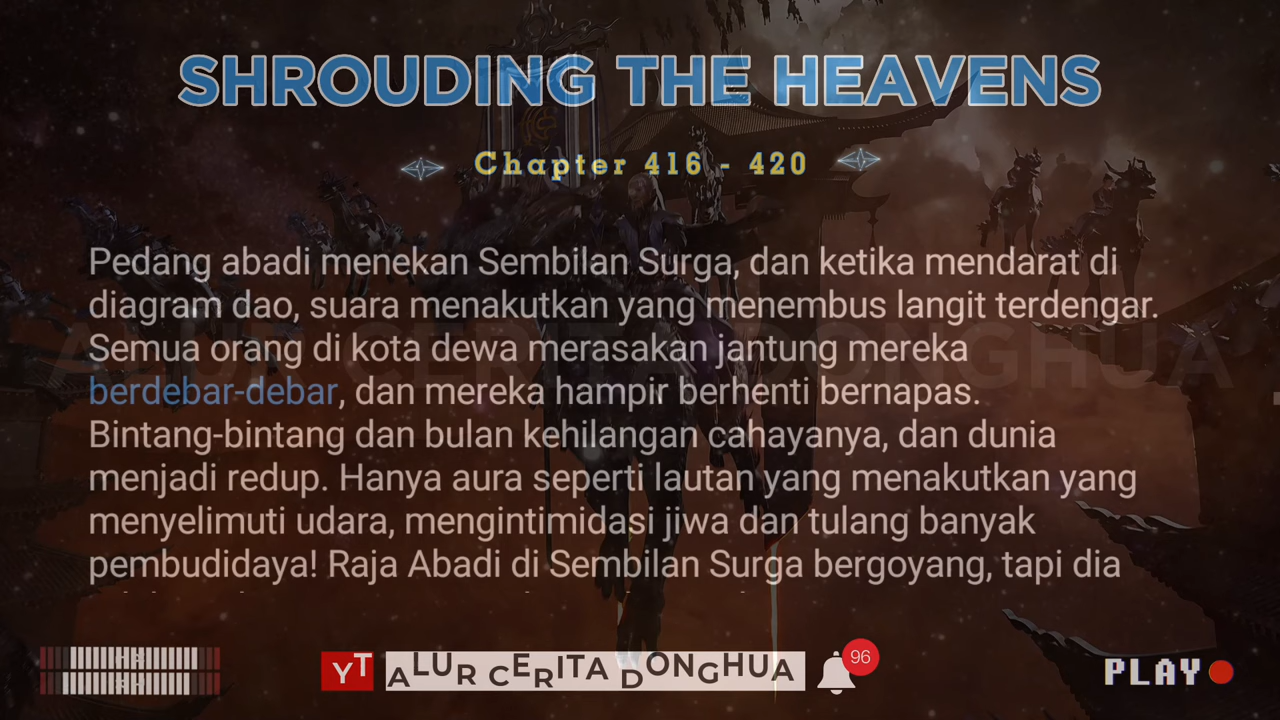 SHROUDING THE HEAVENS
Chapter 416 - 420
Pedang abadi menekan Sembilan Surga, dan ketika mendarat di
diagram dao, suara menakutkan yang menembus langit terdengar.
Semua orang di kota dewa merasakan jantung mereka
berdebar-debar, dan mereka hampir berhenti bernapas.
Bintang-bintang dan bulan kehilangan cahayanya, dan dunia
menjadi redup. Hanya aura seperti lautan yang menakutkan yang
menyelimuti udara, mengintimidasi jiwa dan tulang banyak
pembudidaya! Raja Abadi di Sembilan Surga bergoyang, tapi dia
ALUR CERITA DONGHUA
YT ALUR CERITA DONGHUA
96
PLAY